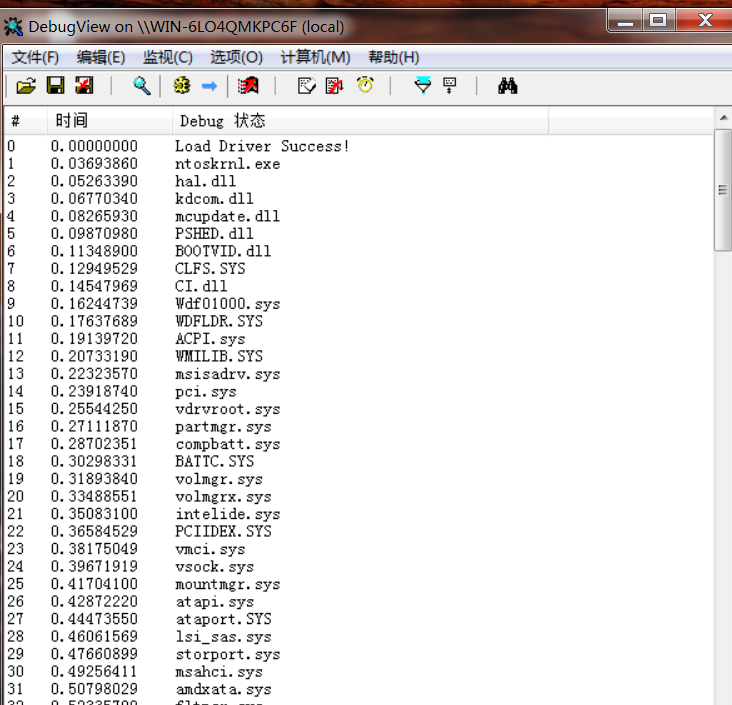 DebugView on \\WIN-6LO4QMKPC6F (local)
文件(F) 编辑(E) 监视(C) 选项(O) 计算机(M) 帮助(H)
# 时间 Debug 状态
0 0.00000000 Load Driver Success!
1 0.03693860 ntoskrnl.exe
2 0.05263390 hal.dll
3 0.06770340 kdcom.dll
4 0.08265930 mcupdate.dll
5 0.09870980 PSHED.dll
6 0.11348900 BOOTVID.dll
7 0.12949529 CLFS.SYS
8 0.14547969 CI.dll
9 0.16244739 Wdf01000.sys
10 0.17637689 WDFLDR.SYS
11 0.19139720 ACPI.sys
12 0.20733190 WMILIB.SYS
13 0.22323570 msisadrv.sys
14 0.23918740 pci.sys
15 0.25544250 vdrvroot.sys
16 0.27111870 partmgr.sys
17 0.28702351 compbatt.sys
18 0.30298331 BATTC.SYS
19 0.31893840 volmgr.sys
20 0.33488551 volmgrx.sys
21 0.35083100 intelide.sys
22 0.36584529 PCIIDEX.SYS
23 0.38175049 vmci.sys
24 0.39671919 vsock.sys
25 0.41704100 mountmgr.sys
26 0.42872220 atapi.sys
27 0.44473550 ataport.SYS
28 0.46061569 lsi_sas.sys
29 0.47660899 storport.sys
30 0.49256411 msahci.sys
31 0.50798029 amdxata.sys